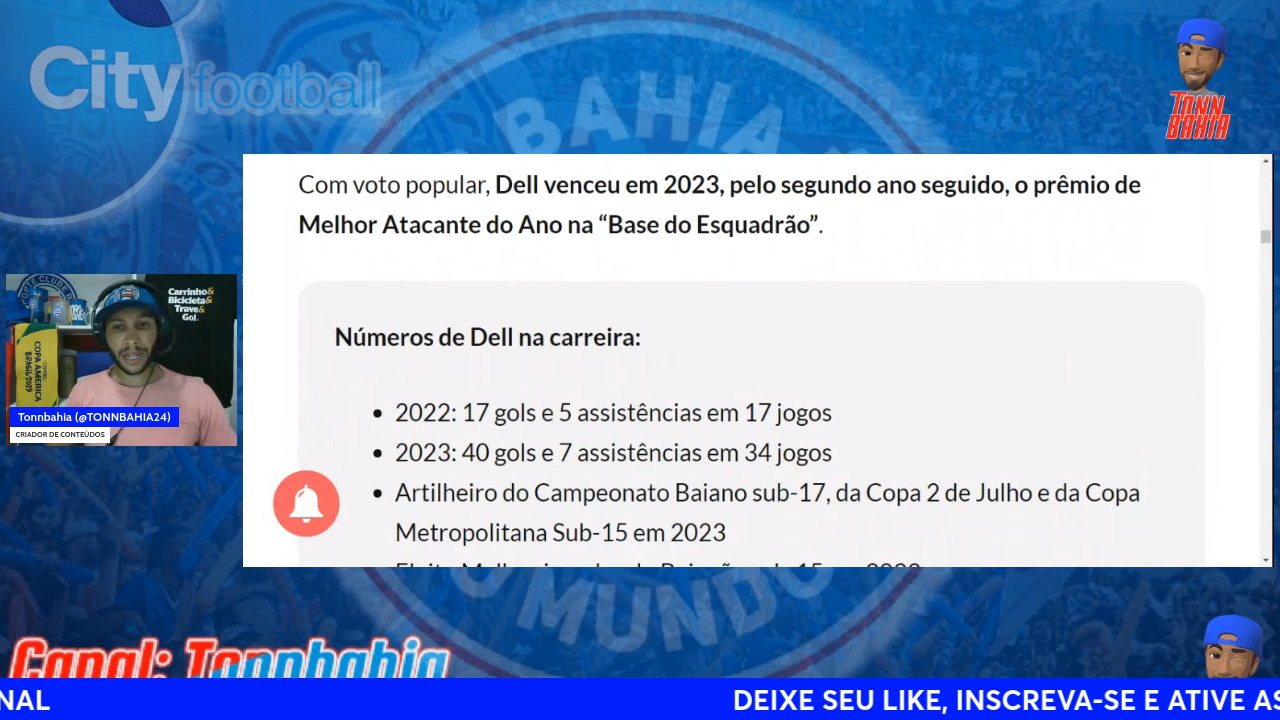 City football
BAHIA
TONN
BAHIA
Com voto popular, Dell venceu em 2023, pelo segundo ano seguido, o prêmio de
Melhor Atacante do Ano na “Base do Esquadrão”.
Números de Dell na carreira:
• 2022: 17 gols e 5 assistências em 17 jogos
• 2023: 40 gols e 7 assistências em 34 jogos
• Artilheiro do Campeonato Baiano sub-17, da Copa 2 de Julho e da Copa
Metropolitana Sub-15 em 2023
Carrinho&
Bicicleta&
Trave&
Gol.
COPA AMERICA
BRASIL 2019
Tonnbahia (@TONNBAHIA24)
CRIADOR DE CONTEÚDOS
O MUNDO
Canal: Tonnbahia
NAL
DEIXE SEU LIKE, INSCREVA-SE E ATIVE AS